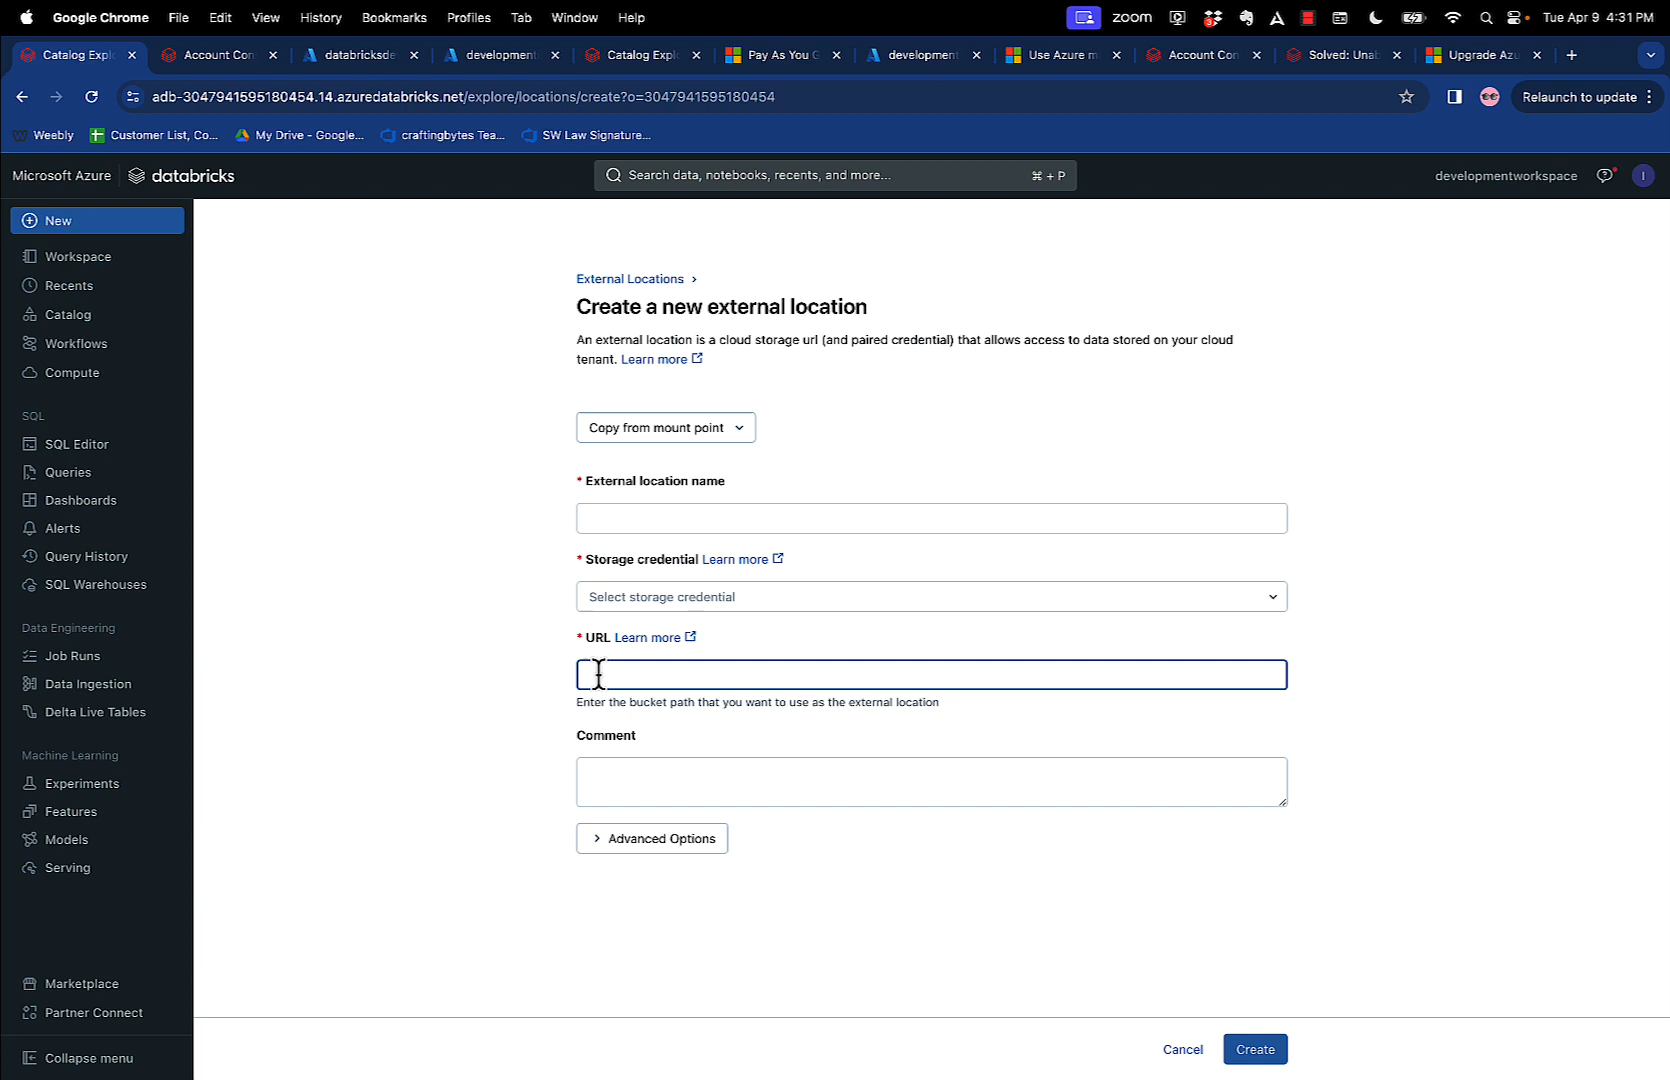 Google Chrome File Edit View History Bookmarks Profiles Tab Window Help zoom 3 Tue Apr 9 4:31 PM
Catalog Explo Account Con databricksde development Catalog Explo Pay As You G development Use Azure m Account Con Solved: Unab Upgrade Azu
adb-3047941595180454.14.azuredatabricks.net/explore/locations/create?o=3047941595180454 Relaunch to update
Weebly Customer List, Co... My Drive - Google... craftingbytes Tea... SW Law Signature...
Microsoft Azure databricks Search data, notebooks, recents, and more... ⌘ + P developmentworkspace I
New
Workspace
Recents
Catalog
Workflows
Compute
SQL
SQL Editor
Queries
Dashboards
Alerts
Query History
SQL Warehouses
Data Engineering
Job Runs
Data Ingestion
Delta Live Tables
Machine Learning
Experiments
Features
Models
Serving
Marketplace
Partner Connect
Collapse menu
External Locations ›
Create a new external location
An external location is a cloud storage url (and paired credential) that allows access to data stored on your cloud
tenant. Learn more
Copy from mount point
* External location name
* Storage credential Learn more
Select storage credential
* URL Learn more
Enter the bucket path that you want to use as the external location
Comment
Advanced Options
Cancel Create